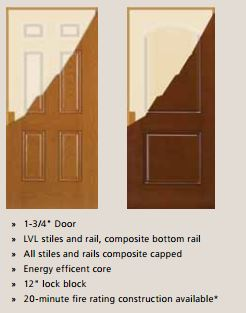 » 1-3/4" Door
» LVL stiles and rail, composite bottom rail
» All stiles and rails composite capped
» Energy efficent core
» 12" lock block
» 20-minute fire rating construction available*